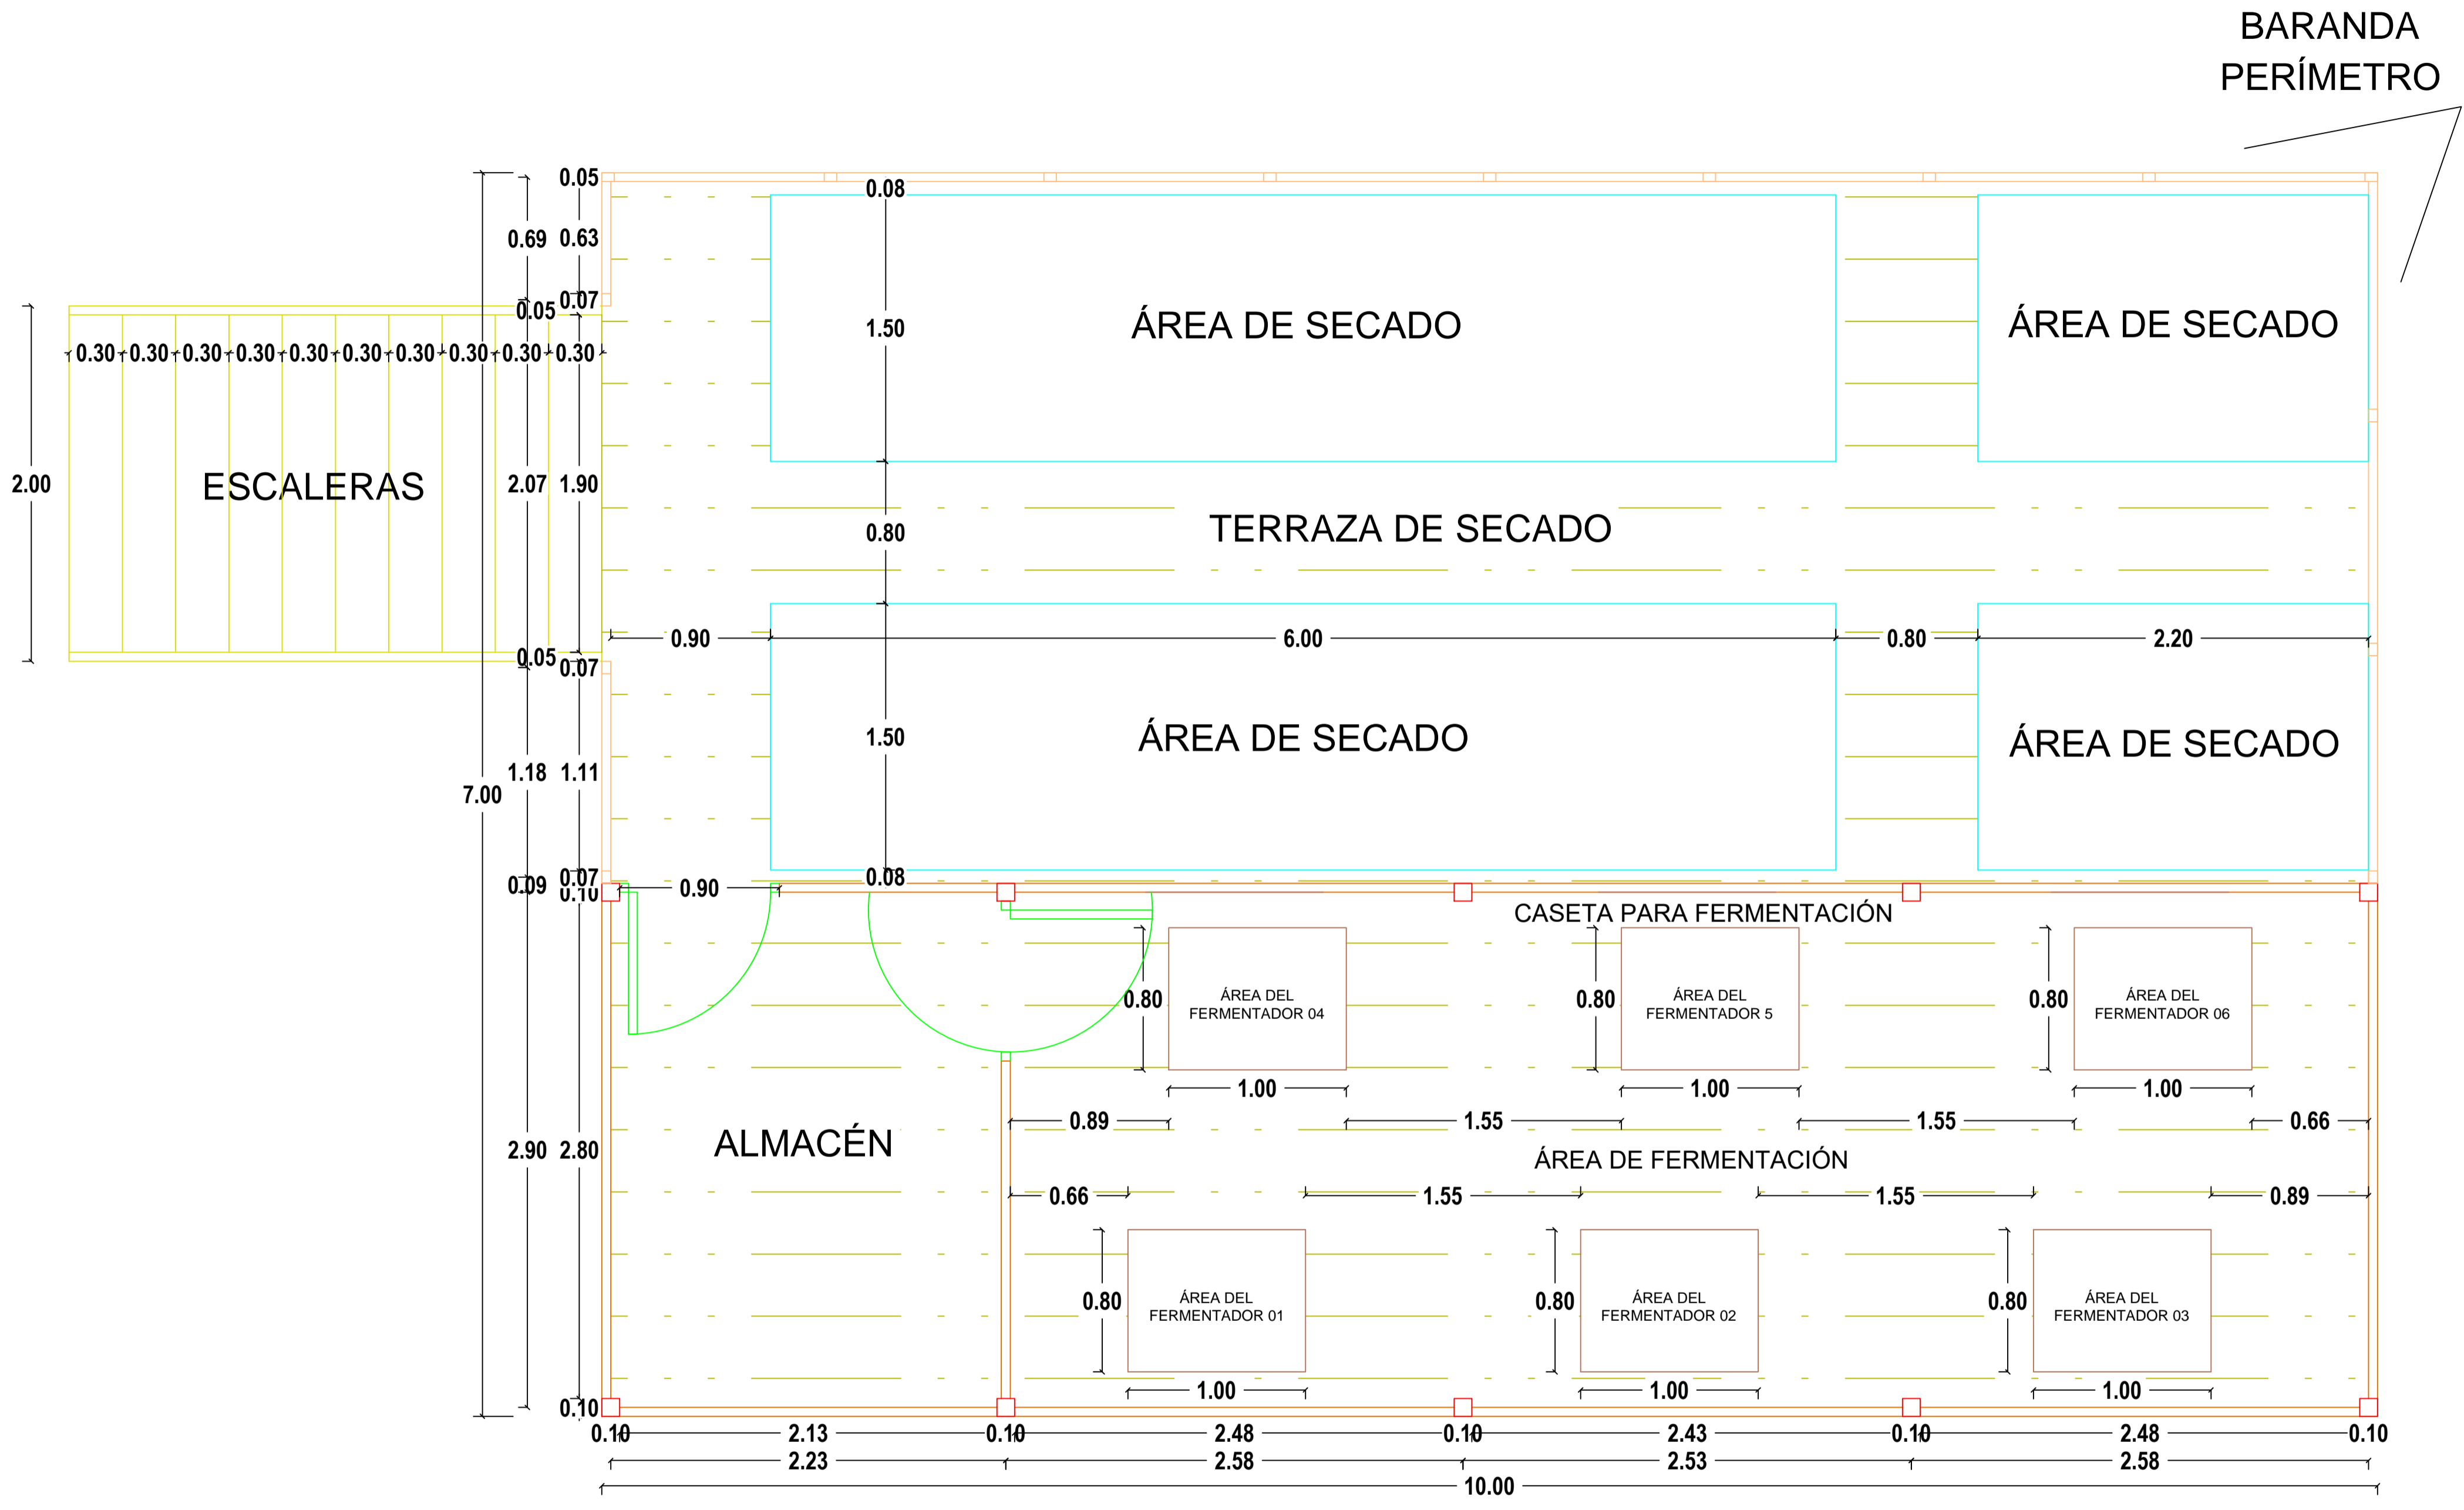 BARANDA
PERÍMETRO
0.05
0.08
0.69
0.63
0.07
0.05
ÁREA DE SECADO
ÁREA DE SECADO
1.50
0.30 0.30 0.30 0.30 0.30 0.30 0.30 0.30 0.30 0.30
2.00
ESCALERAS
2.07
1.90
TERRAZA DE SECADO
0.80
0.90
6.00
0.80
2.20
0.05
0.07
1.50
ÁREA DE SECADO
ÁREA DE SECADO
1.18
1.11
7.00
0.09
0.07
0.10
0.90
0.08
CASETA PARA FERMENTACIÓN
0.80
ÁREA DEL
FERMENTADOR 04
0.80
ÁREA DEL
FERMENTADOR 5
0.80
ÁREA DEL
FERMENTADOR 06
1.00
1.00
1.00
0.89
1.55
1.55
0.66
2.90
2.80
ALMACÉN
ÁREA DE FERMENTACIÓN
0.66
1.55
1.55
0.89
0.80
ÁREA DEL
FERMENTADOR 01
0.80
ÁREA DEL
FERMENTADOR 02
0.80
ÁREA DEL
FERMENTADOR 03
1.00
1.00
1.00
0.10
0.10 2.13 0.10 2.48 0.10 2.43 0.10 2.48 0.10
2.23 2.58 2.53 2.58
10.00